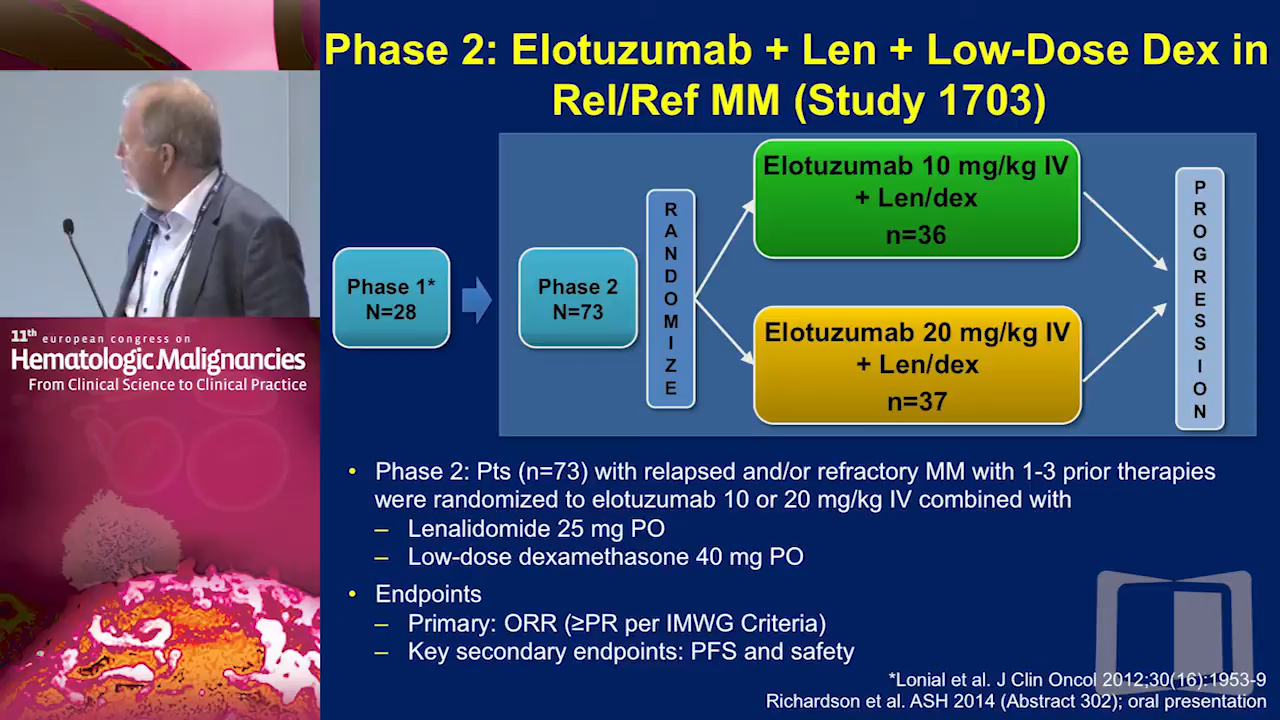 Phase 2: Elotuzumab + Len + Low-Dose Dex in
Rel/Ref MM (Study 1703)
Phase 1*
N=28
Phase 2
N=73
RANDOMIZE
Elotuzumab 10 mg/kg IV
+ Len/dex
n=36
Elotuzumab 20 mg/kg IV
+ Len/dex
n=37
PROGRESSION
11th european congress on
Hematologic Malignancies
From Clinical Science to Clinical Practice
• Phase 2: Pts (n=73) with relapsed and/or refractory MM with 1-3 prior therapies
were randomized to elotuzumab 10 or 20 mg/kg IV combined with
– Lenalidomide 25 mg PO
– Low-dose dexamethasone 40 mg PO
• Endpoints
– Primary: ORR (≥PR per IMWG Criteria)
– Key secondary endpoints: PFS and safety
*Lonial et al. J Clin Oncol 2012;30(16):1953-9
Richardson et al. ASH 2014 (Abstract 302); oral presentation